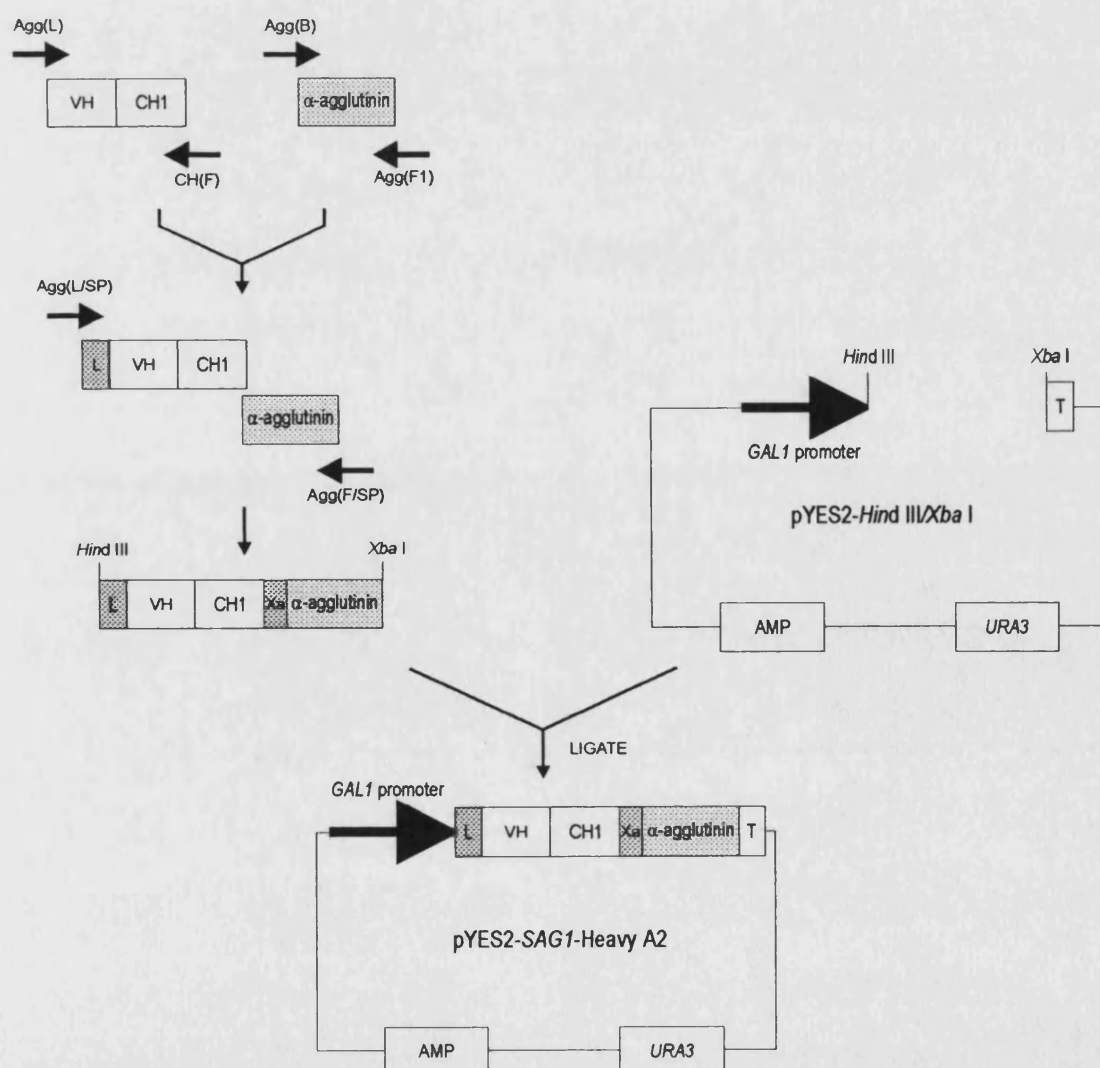 Agg(L)
Agg(B)
VH
CH1
α-agglutinin
CH(F)
Agg(F1)
Agg(L/SP)
L
VH
CH1
α-agglutinin
Agg(F/SP)
Hind III
Xba I
T
GAL1 promoter
pYES2-Hind III/Xba I
AMP
URA3
Hind III
Xba I
L
VH
CH1
Xa
α-agglutinin
LIGATE
GAL1 promoter
L
VH
CH1
Xa
α-agglutinin
T
pYES2-SAG1-Heavy A2
AMP
URA3